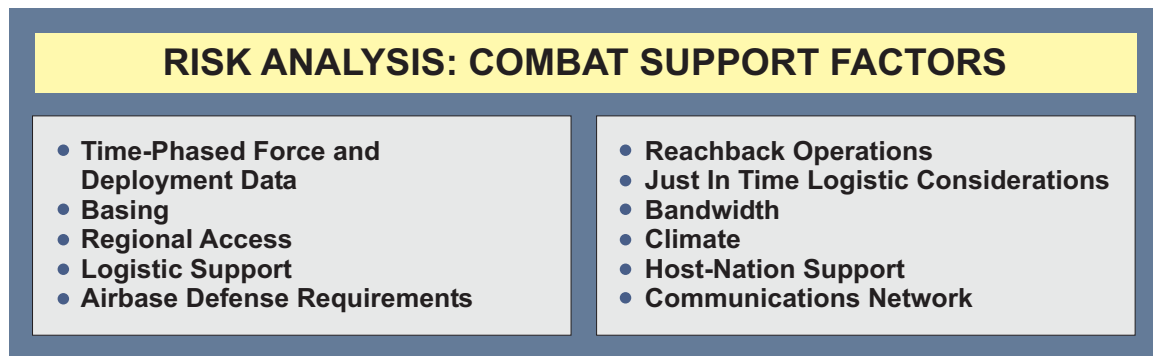 RISK ANALYSIS: COMBAT SUPPORT FACTORS
• Time-Phased Force and
Deployment Data
• Basing
• Regional Access
• Logistic Support
• Airbase Defense Requirements
• Reachback Operations
• Just In Time Logistic Considerations
• Bandwidth
• Climate
• Host-Nation Support
• Communications Network